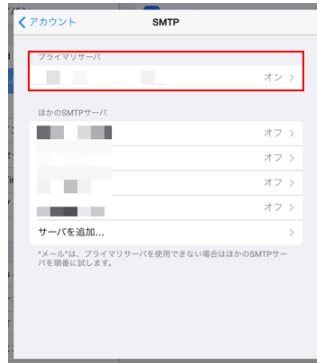 アカウント
SMTP
プライマリサーバ
オン
ほかのSMTPサーバ
オフ
オフ
オフ
オフ
サーバを追加...
"メール"は、プライマリサーバを使用できない場合はほかのSMTPサー
バを順番に試します。